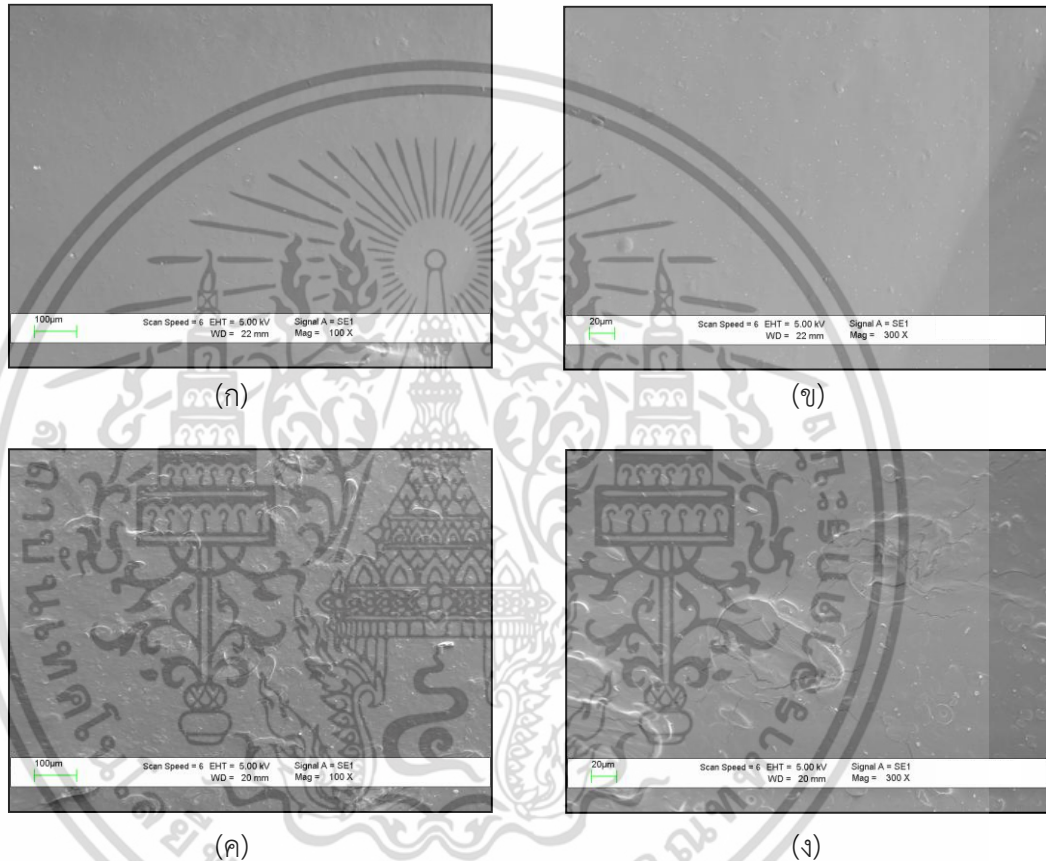 100µm Scan Speed = 6 EHT = 5.00 kV Signal A = SE1
WD = 22 mm Mag = 100 X
20µm Scan Speed = 6 EHT = 5.00 kV Signal A = SE1
WD = 22 mm Mag = 300 X
(ก)
(ข)
100µm Scan Speed = 6 EHT = 5.00 kV Signal A = SE1
WD = 20 mm Mag = 100 X
20µm Scan Speed = 6 EHT = 5.00 kV Signal A = SE1
WD = 20 mm Mag = 300 X
(ค)
(ง)